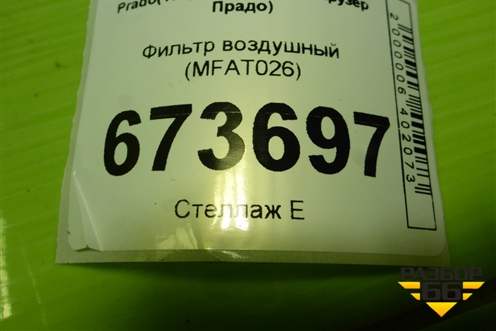 Прадо)
Фильтр воздушный
(MFAT026)
673697
Стеллаж Е
2000006402073
РАЗБОР
66